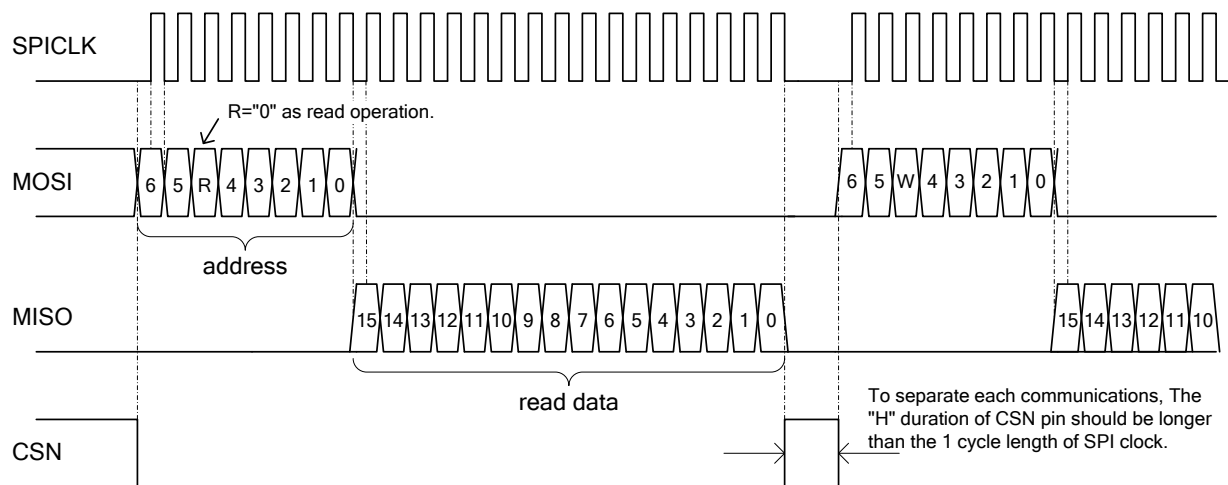 SPICLK
R="0" as read operation.
MOSI
6 5 R 4 3 2 1 0
6 5 W 4 3 2 1 0
address
MISO
15 14 13 12 11 10 9 8 7 6 5 4 3 2 1 0
15 14 13 12 11 10
read data
To separate each communications, The
"H" duration of CSN pin should be longer
than the 1 cycle length of SPI clock.
CSN